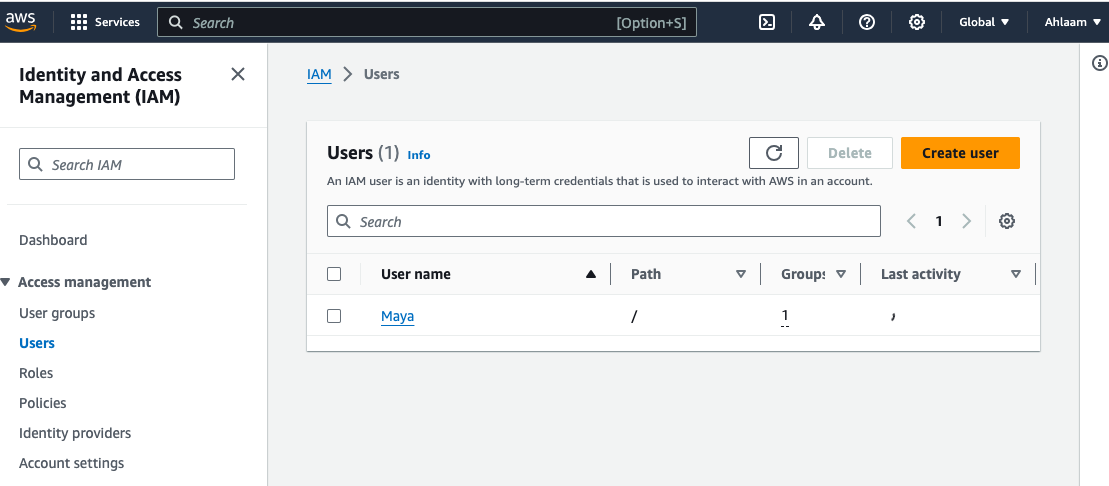 aws Services Search [Option+S] Global Ahlaam
Identity and Access
Management (IAM)
Search IAM
Dashboard
Access management
User groups
Users
Roles
Policies
Identity providers
Account settings
IAM > Users
Users (1) Info
Delete
Create user
An IAM user is an identity with long-term credentials that is used to interact with AWS in an account.
Search
1
User name Path Groups Last activity
Maya / 1